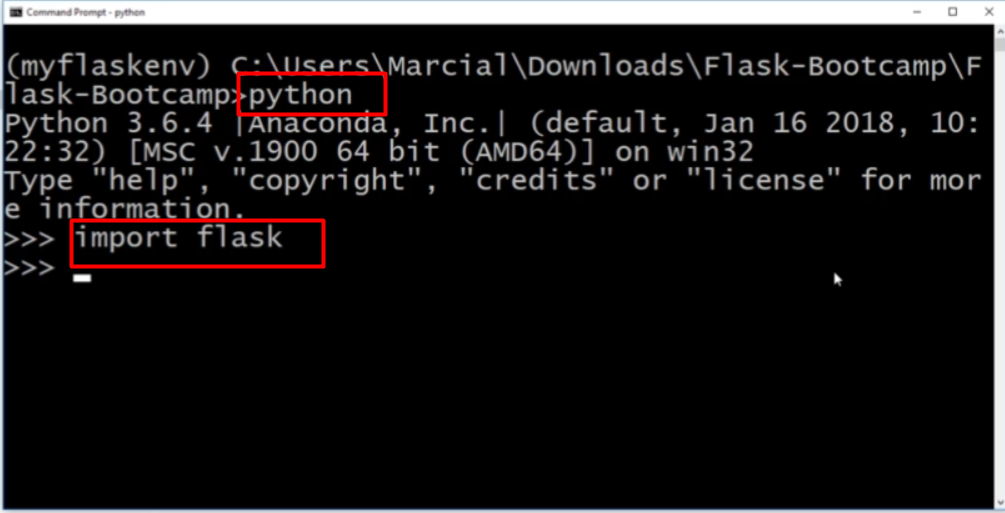 Command Prompt - python
(myflaskenv) C:\Users\Marcial\Downloads\Flask-Bootcamp\F
lask-Bootcamp>python
Python 3.6.4 |Anaconda, Inc.| (default, Jan 16 2018, 10:
22:32) [MSC v.1900 64 bit (AMD64)] on win32
Type "help", "copyright", "credits" or "license" for mor
e information.
>>> import flask
>>>